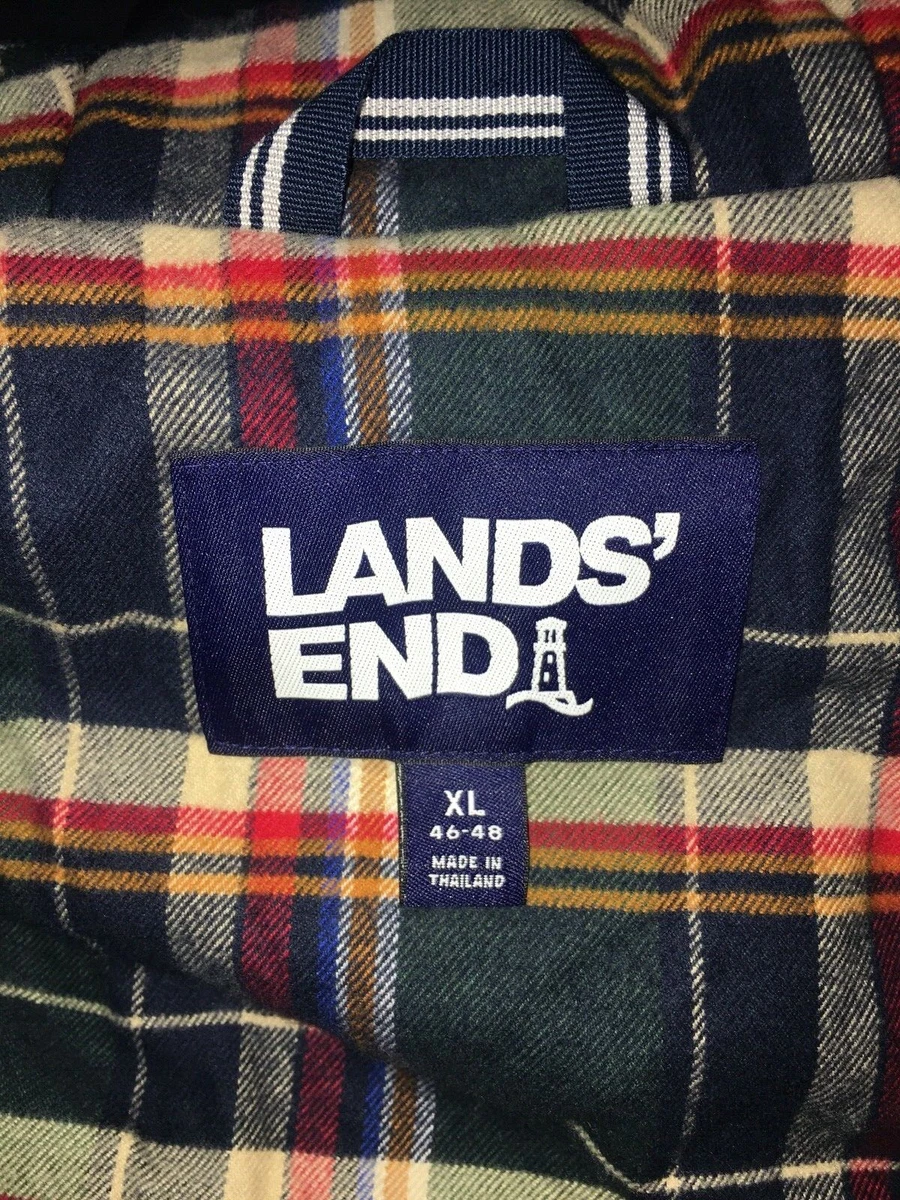 LANDS'
END
XL
46-48
MADE IN
THAILAND